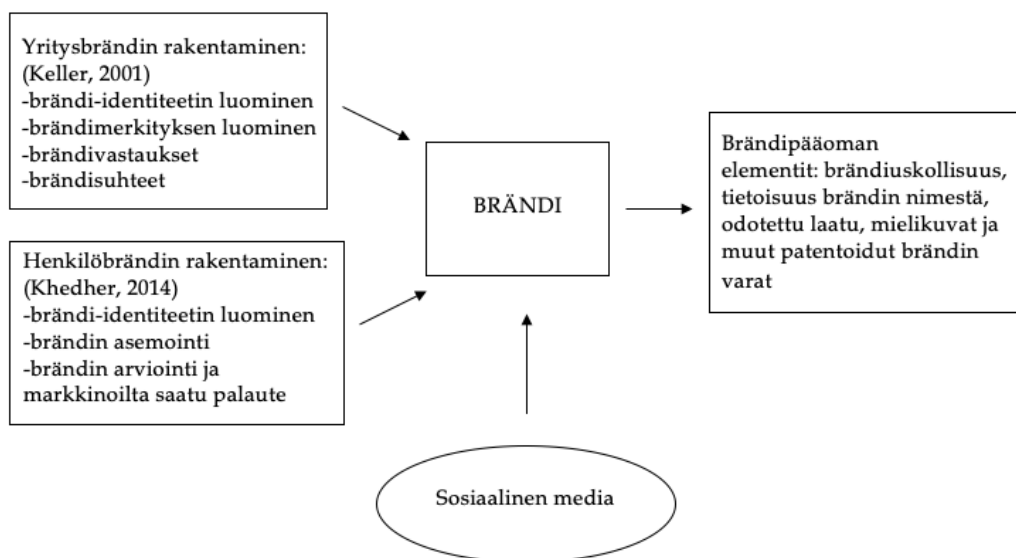 Yritysbrändin rakentaminen:
(Keller, 2001)
-brändi-identiteetin luominen
-brändimerkityksen luominen
-brändivastaukset
-brändisuhteet
Henkilöbrändin rakentaminen:
(Khedher, 2014)
-brändi-identiteetin luominen
-brändin asemointi
-brändin arviointi ja
markkinoilta saatu palaute
BRÄNDI
Brändipääoman
elementit: brändiuskollisuus,
tietoisuus brändin nimestä,
odotettu laatu, mielikuvat ja
muut patentoidut brändin
varat
Sosiaalinen media